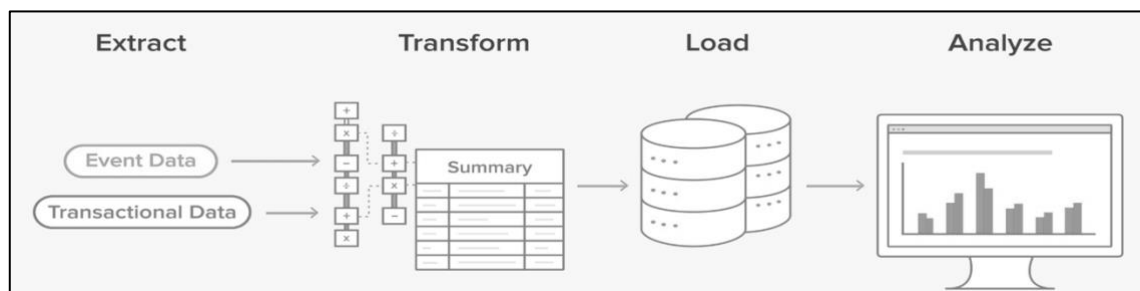 Extract
Transform
Load
Analyze
Event Data
Transactional Data
+
×
−
÷
+
×
÷
+
×
−
Summary